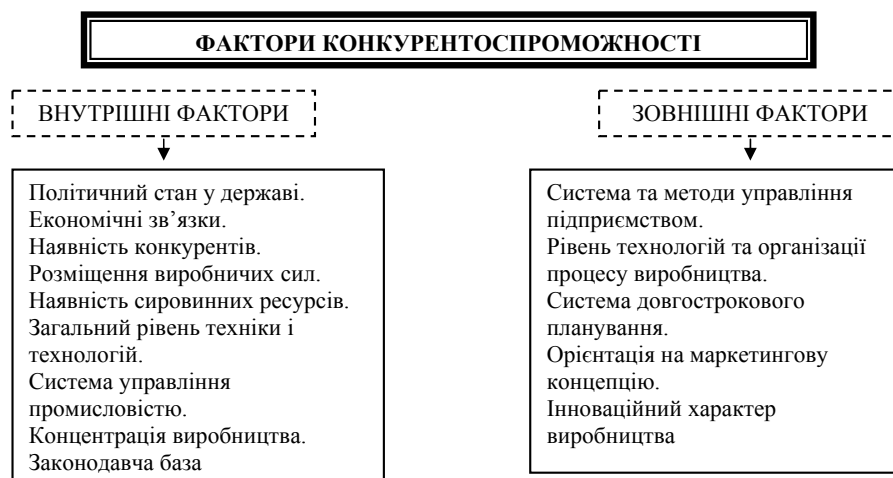 ФАКТОРИ КОНКУРЕНТОСПРОМОЖНОСТІ
ВНУТРІШНІ ФАКТОРИ
Політичний стан у державі.
Економічні зв’язки.
Наявність конкурентів.
Розміщення виробничих сил.
Наявність сировинних ресурсів.
Загальний рівень техніки і
технологій.
Система управління
промисловістю.
Концентрація виробництва.
Законодавча база
ЗОВНІШНІ ФАКТОРИ
Система та методи управління
підприємством.
Рівень технологій та організації
процесу виробництва.
Система довгострокового
планування.
Орієнтація на маркетингову
концепцію.
Інноваційний характер
виробництва